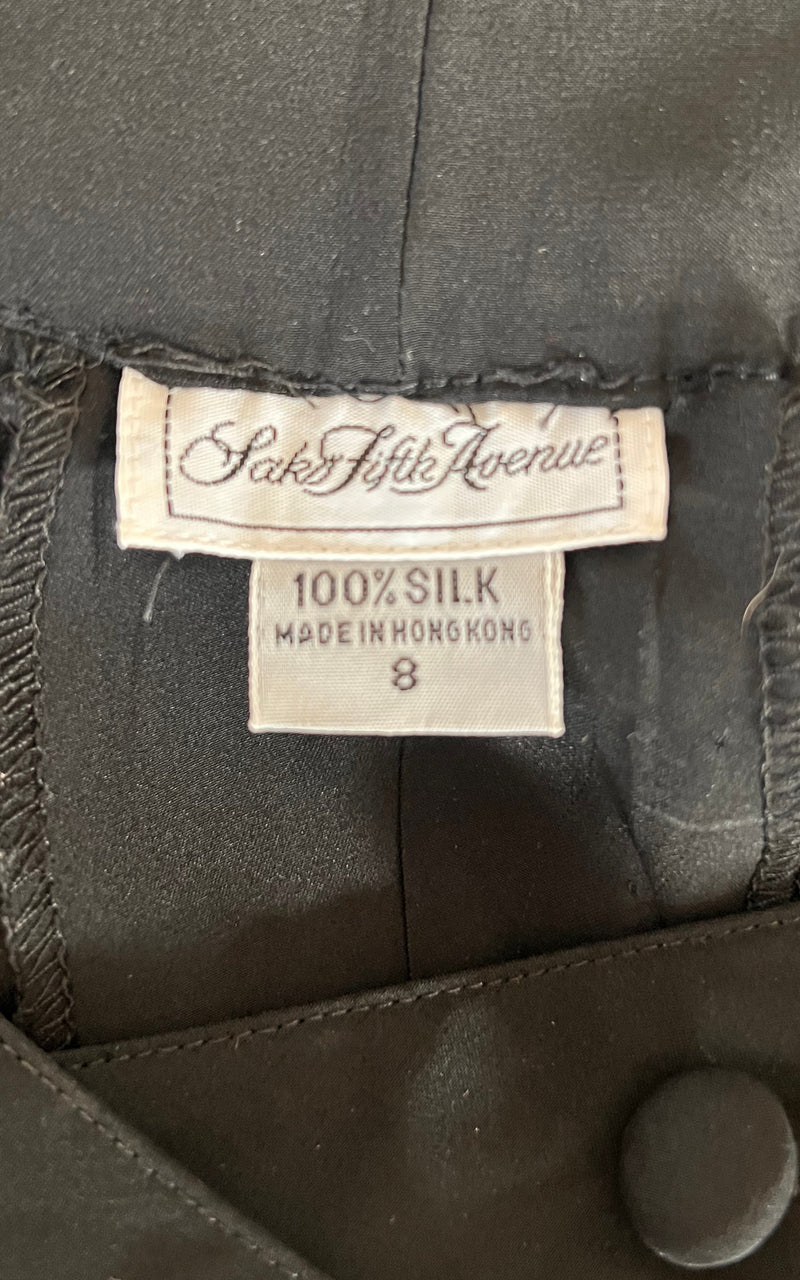 Saks Fifth Avenue
100% SILK
MADE IN HONG KONG
8